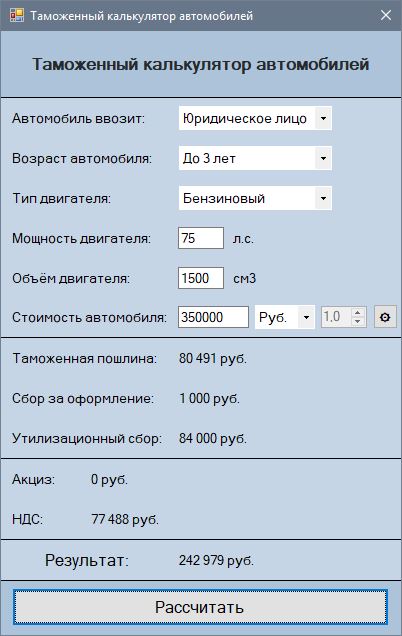 Таможенный калькулятор автомобилей
Таможенный калькулятор автомобилей
Автомобиль ввозит: Юридическое лицо
Возраст автомобиля: До 3 лет
Тип двигателя: Бензиновый
Мощность двигателя: 75 л.с.
Объём двигателя: 1500 см3
Стоимость автомобиля: 350000 Руб. 1,0
Таможенная пошлина: 80 491 руб.
Сбор за оформление: 1 000 руб.
Утилизационный сбор: 84 000 руб.
Акциз: 0 руб.
НДС: 77 488 руб.
Результат: 242 979 руб.
Рассчитать